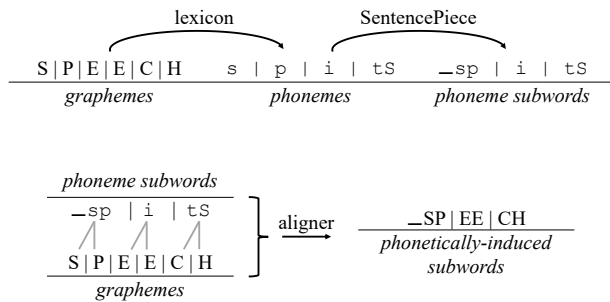 lexicon SentencePiece
S | P | E | E | C | H s | p | i | tS _sp | i | tS
graphemes phonemes phoneme subwords
phoneme subwords
_sp | i | tS
aligner
_SP | EE | CH
S | P | E | E | C | H
phonetically-induced
subwords
graphemes